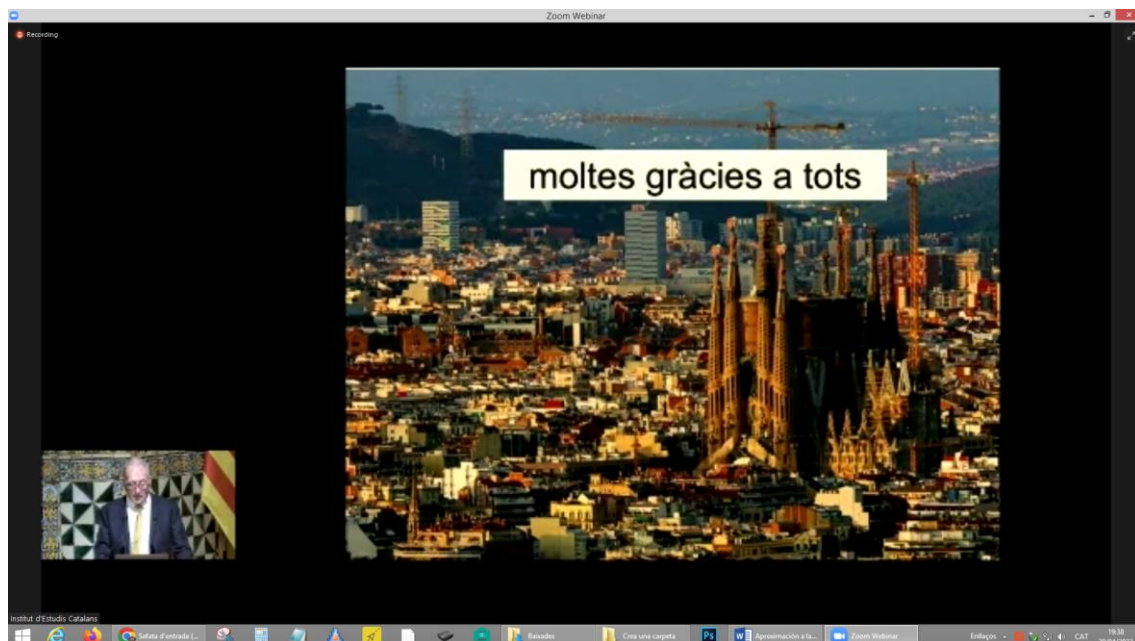 Zoom Webinar
Recording
moltes gràcies a tots
Institut d'Estudis Catalans
Safata d'entrada (...
Baixades
Crea una carpeta
Ps
Aproximación a la...
Zoom Webinar
Enllaços
CAT
19:38